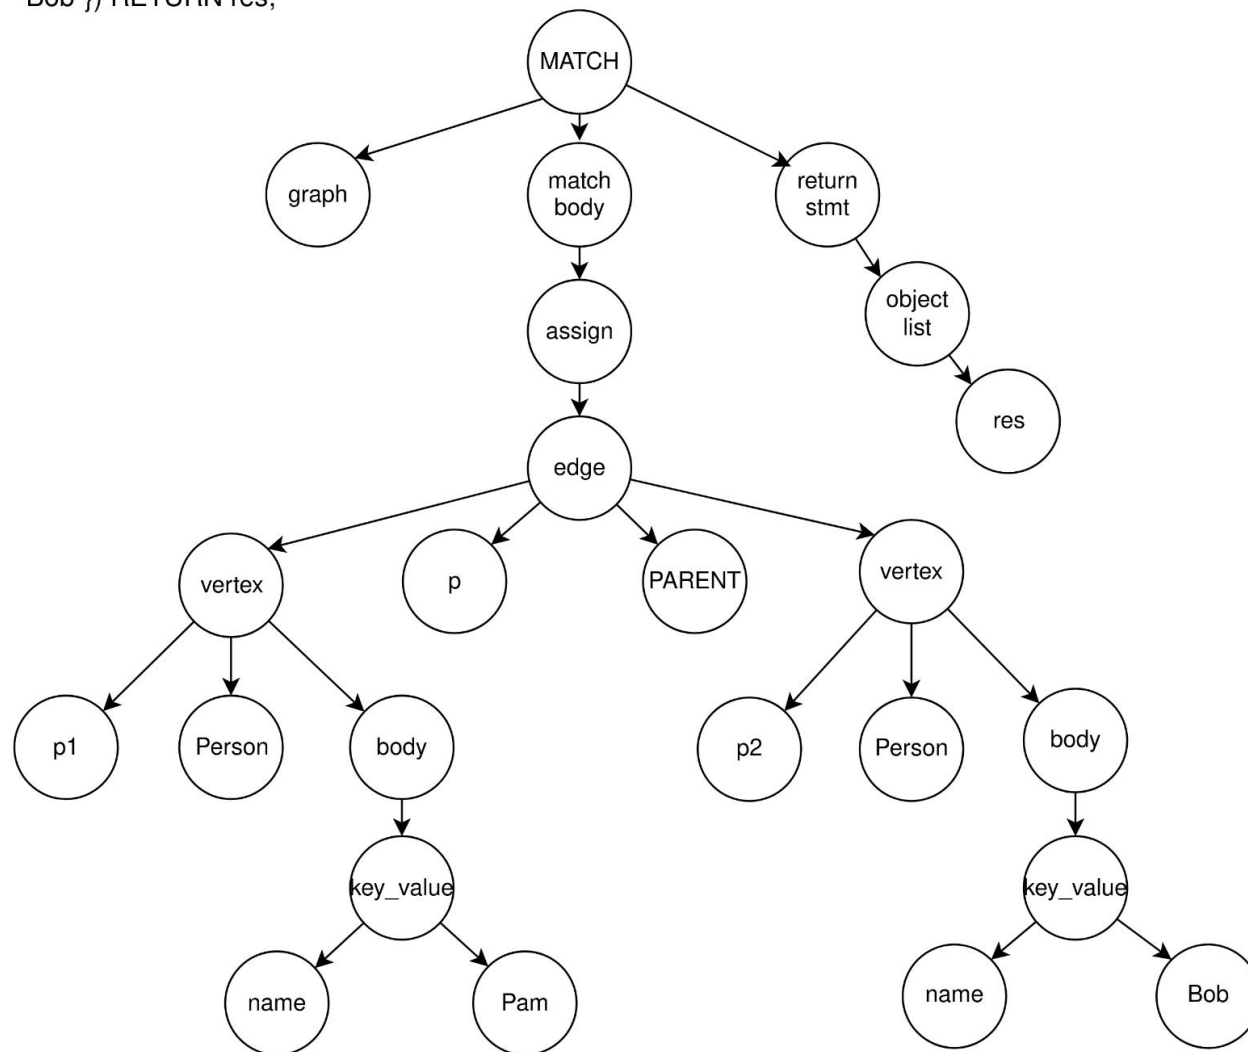 Bob }) RETURN res;
MATCH
graph
match
body
return
stmt
assign
object
list
res
edge
vertex
p
PARENT
vertex
p1
Person
body
p2
Person
body
key_value
key_value
name
Pam
name
Bob